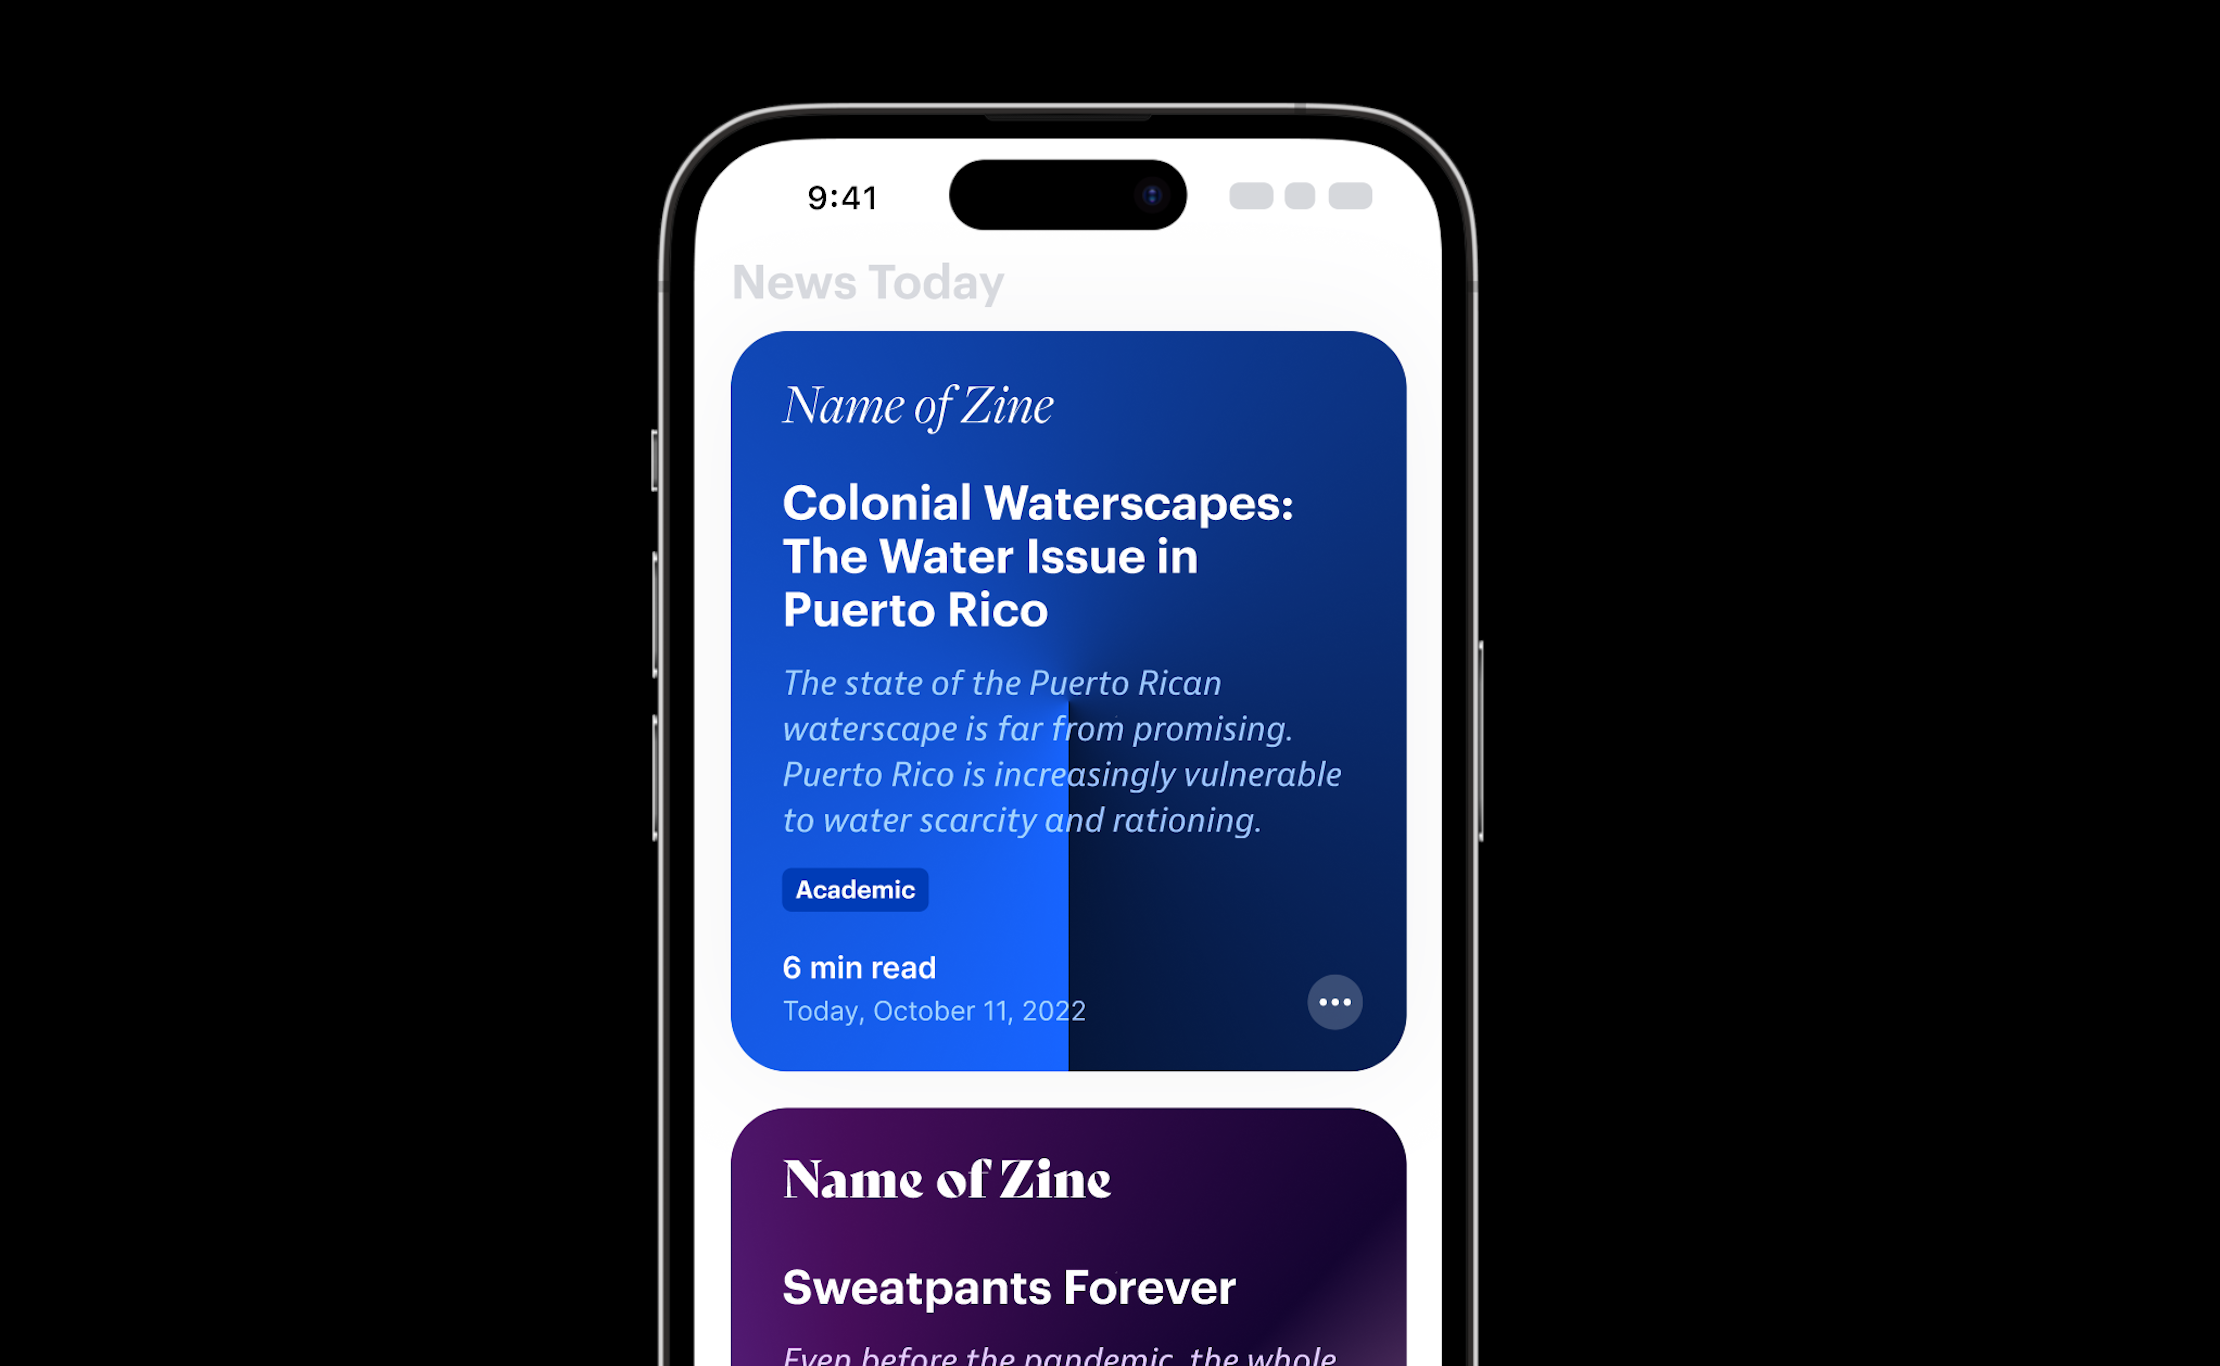 9:41
News Today
Name of Zine
Colonial Waterscapes:
The Water Issue in
Puerto Rico
The state of the Puerto Rican
waterscape is far from promising.
Puerto Rico is increasingly vulnerable
to water scarcity and rationing.
Academic
6 min read
Today, October 11, 2022
Name of Zine
Sweatpants Forever
Even before the pandemic, the whole